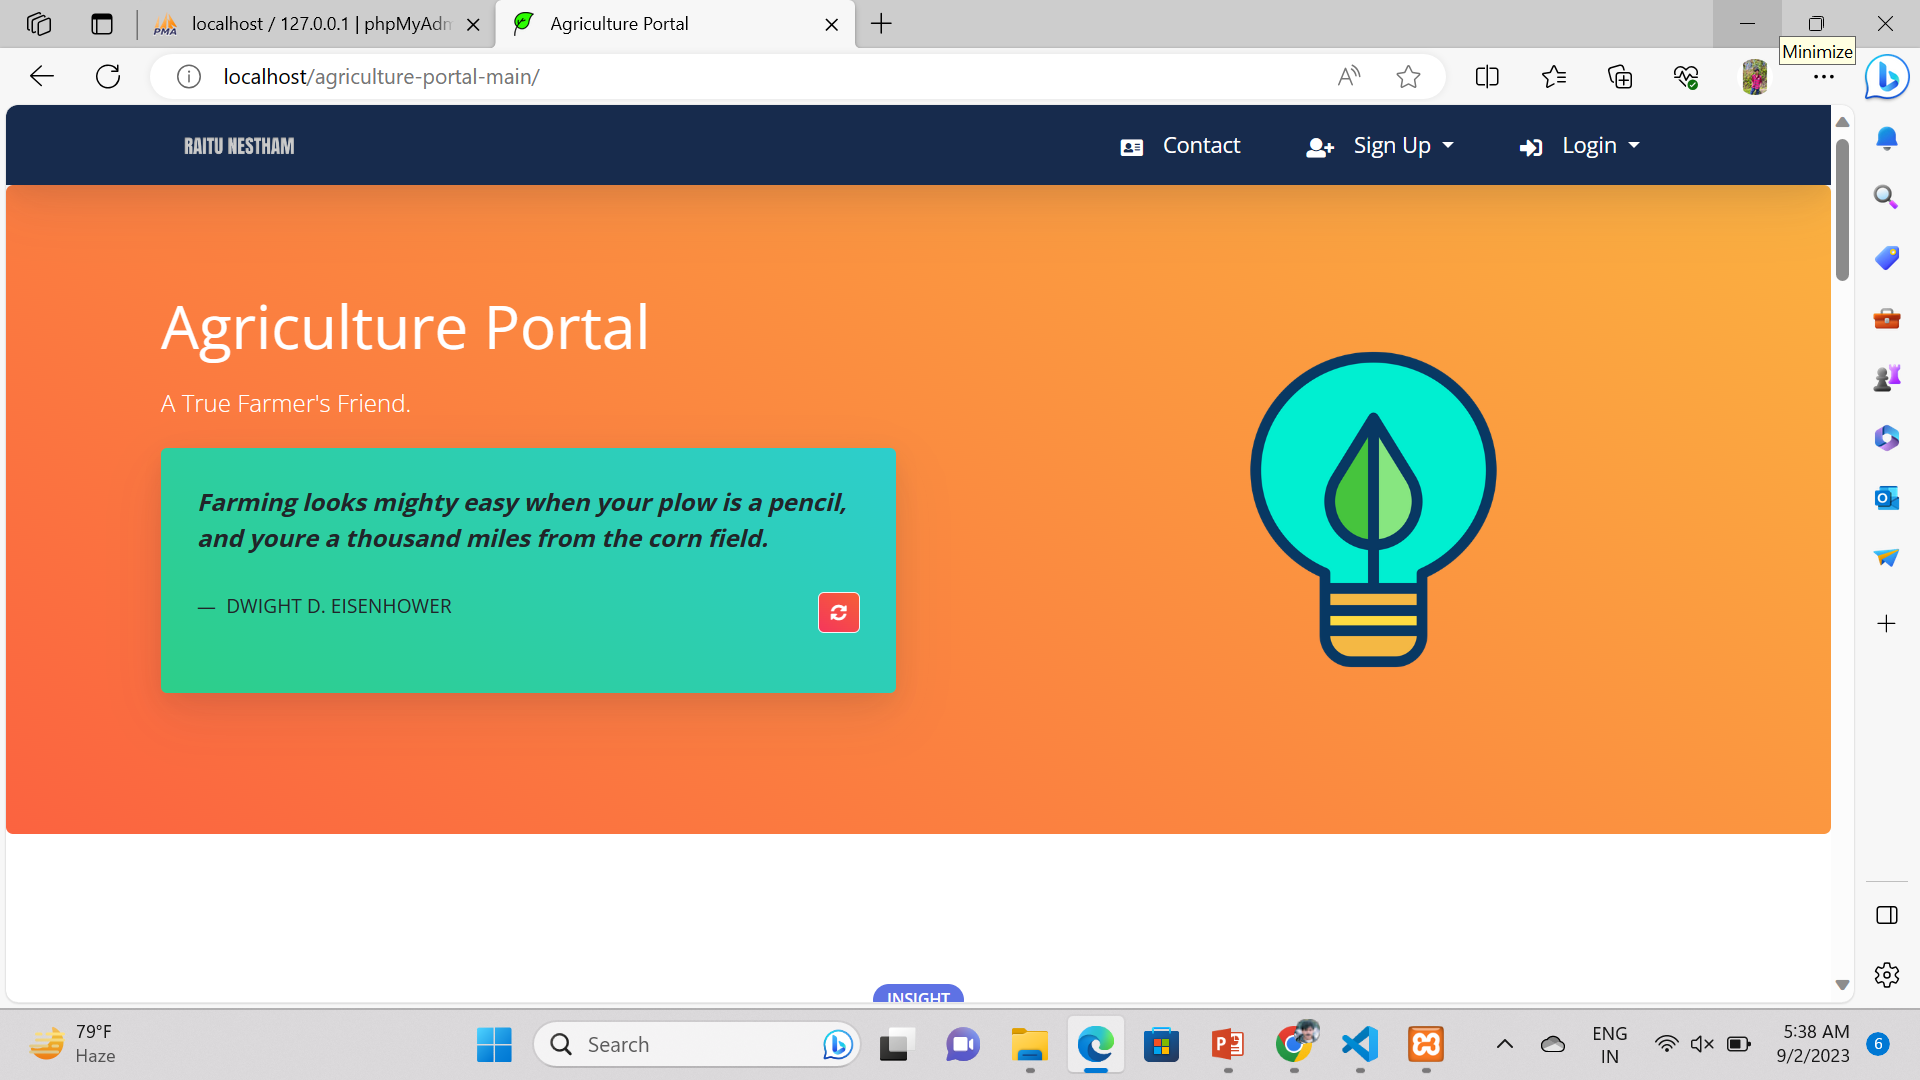 localhost / 127.0.0.1 | phpMyAdm
Agriculture Portal
Minimize
localhost/agriculture-portal-main/
RAITU NESTHAM
Contact
Sign Up
Login
Agriculture Portal
A True Farmer's Friend.
Farming looks mighty easy when your plow is a pencil,
and youre a thousand miles from the corn field.
— DWIGHT D. EISENHOWER
INSIGHT
79°F
Haze
Search
ENG
IN
5:38 AM
9/2/2023
6